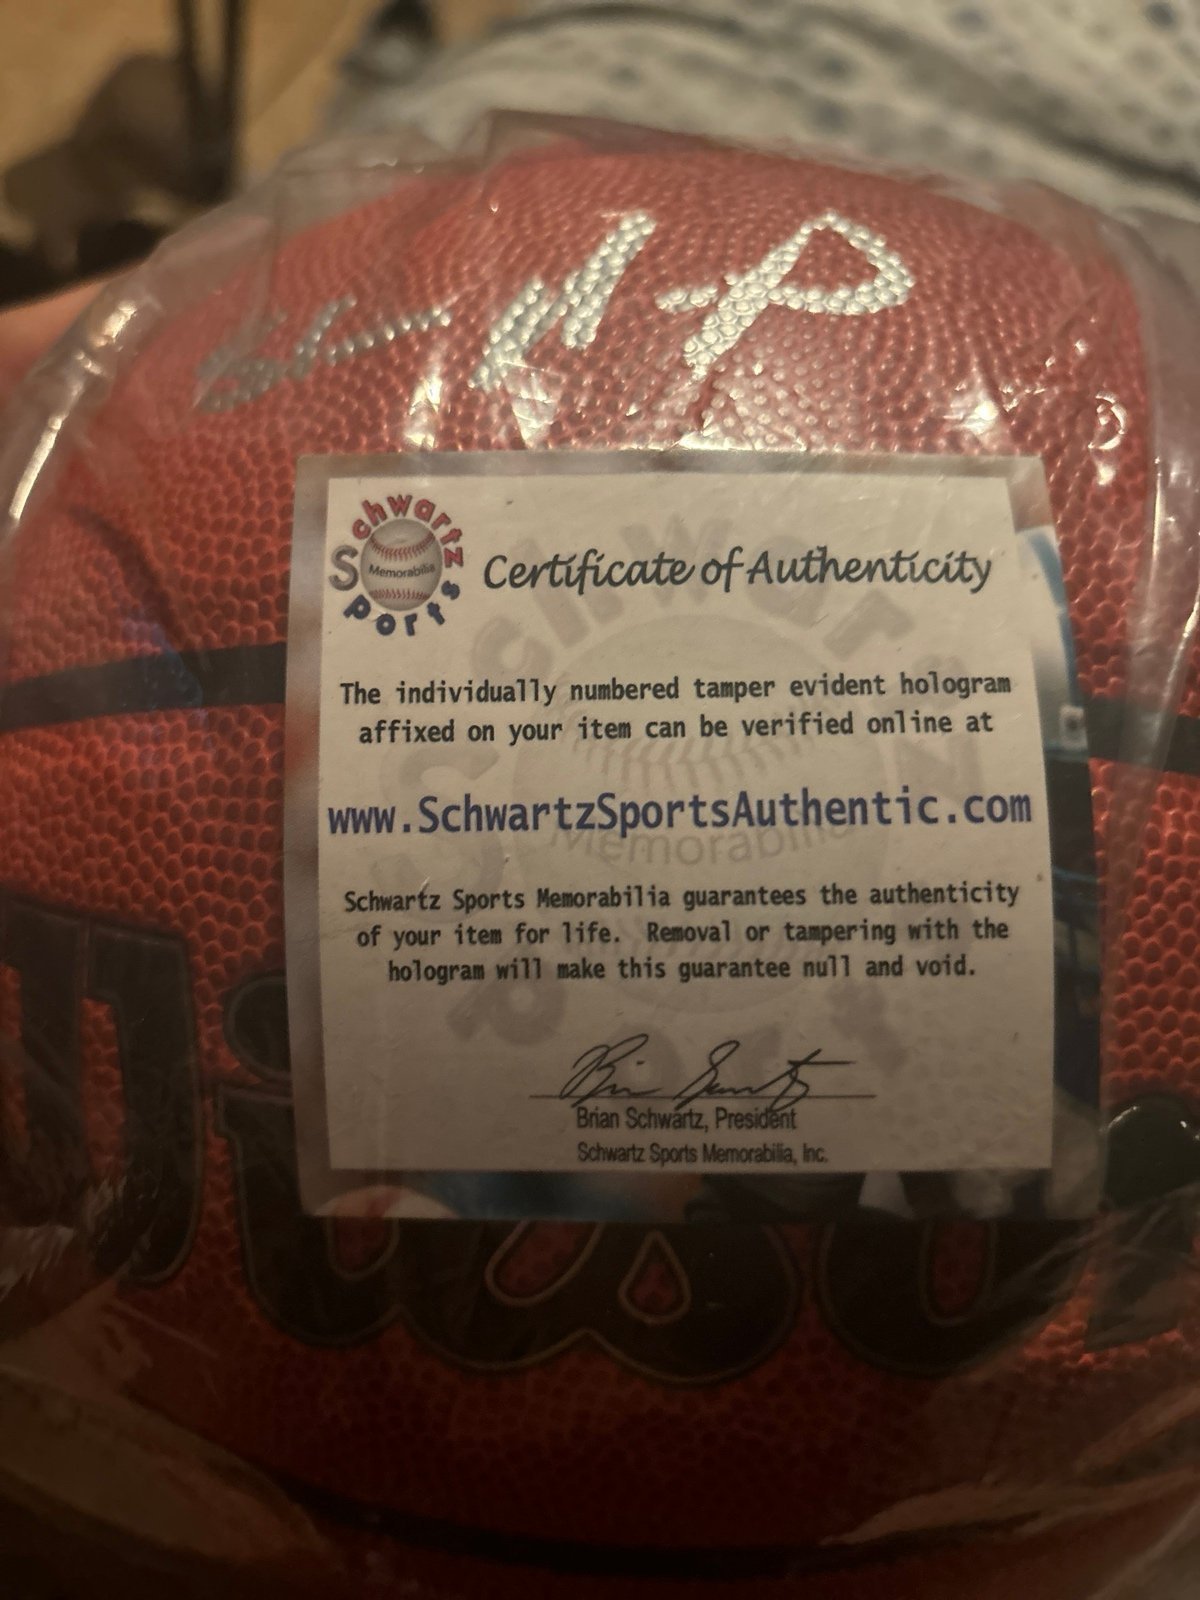 Schwartz
Memorabilia
Sports
Certificate of Authenticity
The individually numbered tamper evident hologram
affixed on your item can be verified online at
www.SchwartzSportsAuthentic.com
Schwartz Sports Memorabilia guarantees the authenticity
of your item for life. Removal or tampering with the
hologram will make this guarantee null and void.
Brian Schwartz, President
Schwartz Sports Memorabilia, Inc.
Wilson